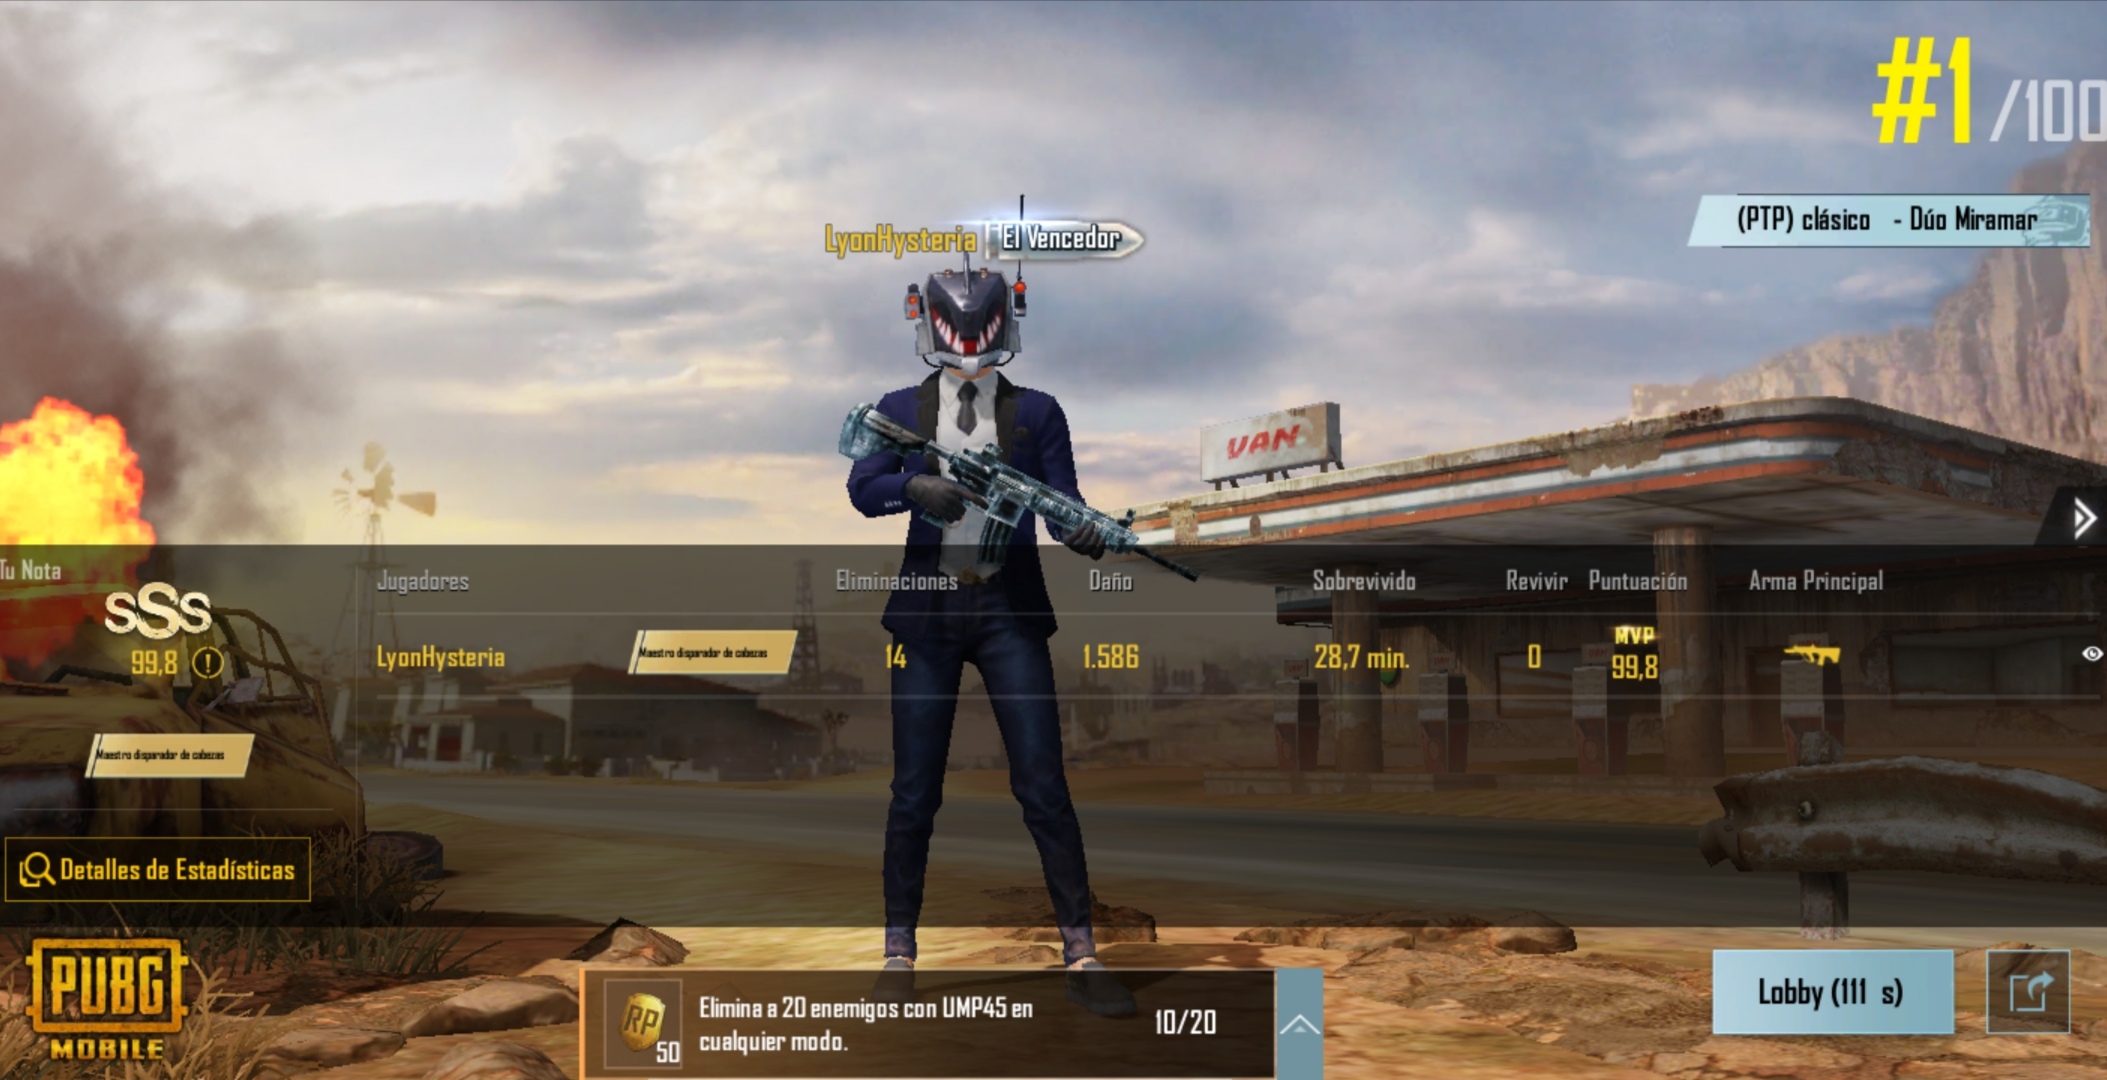 #1 /100
(PTP) clásico - Dúo Miramar
LyonHysteria El Vencedor
VAN
Tu Nota
sSs
99,8
Maestro disparador de cabezas
Detalles de Estadísticas
Jugadores Eliminaciones Daño Sobrevivido Revivir Puntuación Arma Principal
LyonHysteria Maestro disparador de cabezas 14 1.586 28,7 min. 0 MVP 99,8
PUBG
MOBILE
RP
50
Elimina a 20 enemigos con UMP45 en
cualquier modo.
10/20
Lobby (111 s)